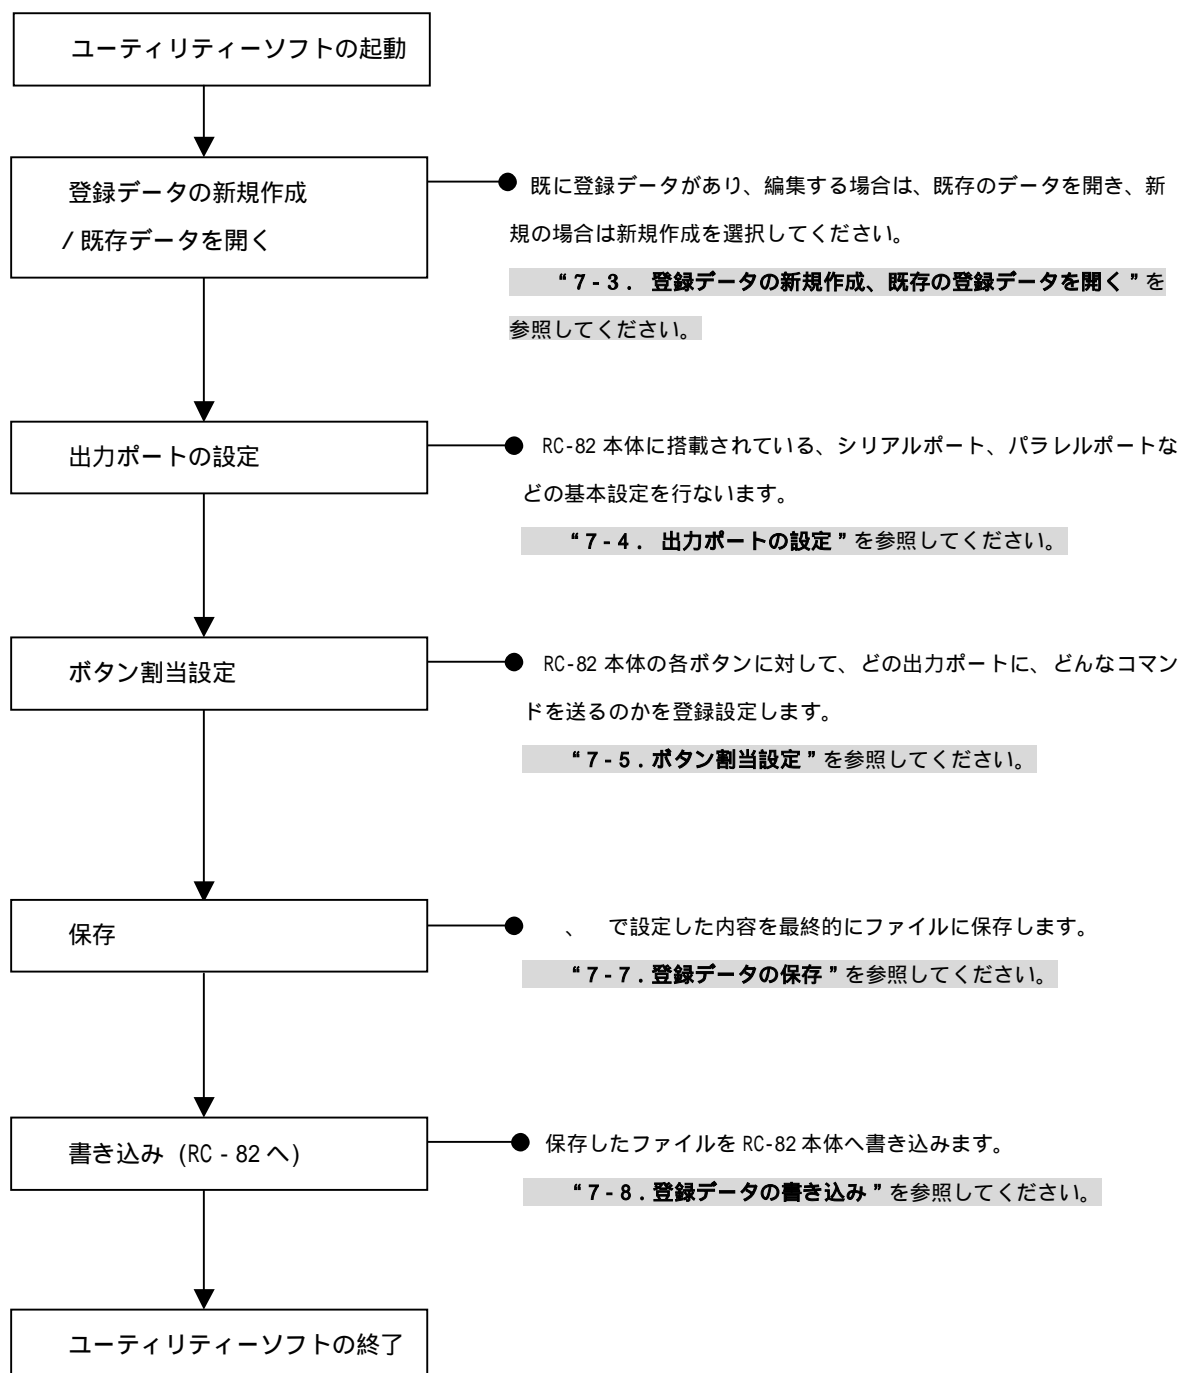 ユーティリティーソフトの起動
登録データの新規作成
/ 既存データを開く
既に登録データがあり、編集する場合は、既存のデータを開き、新
規の場合は新規作成を選択してください。
“７-３． 登録データの新規作成、既存の登録データを開く”を
参照してください。
出力ポートの設定
RC-82 本体に搭載されている、シリアルポート、パラレルポートな
どの基本設定を行ないます。
“７-４． 出力ポートの設定”を参照してください。
ボタン割当設定
RC-82 本体の各ボタンに対して、どの出力ポートに、どんなコマン
ドを送るのかを登録設定します。
“７-５．ボタン割当設定”を参照してください。
保存
、 で設定した内容を最終的にファイルに保存します。
“７-７．登録データの保存”を参照してください。
書き込み (RC - 82 へ)
保存したファイルを RC-82 本体へ書き込みます。
“７-８．登録データの書き込み”を参照してください。
ユーティリティーソフトの終了